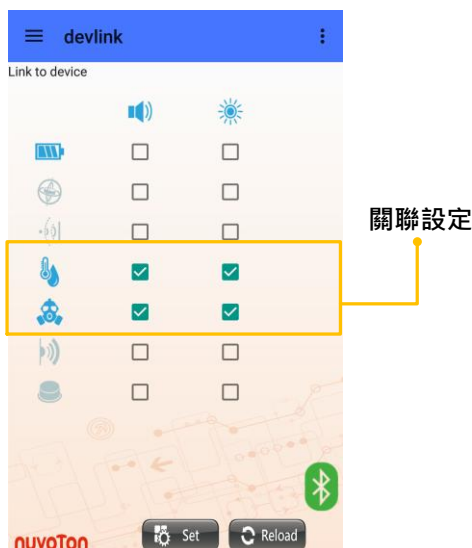 devlink
Link to device
關聯設定
Set
Reload
nuvoTon